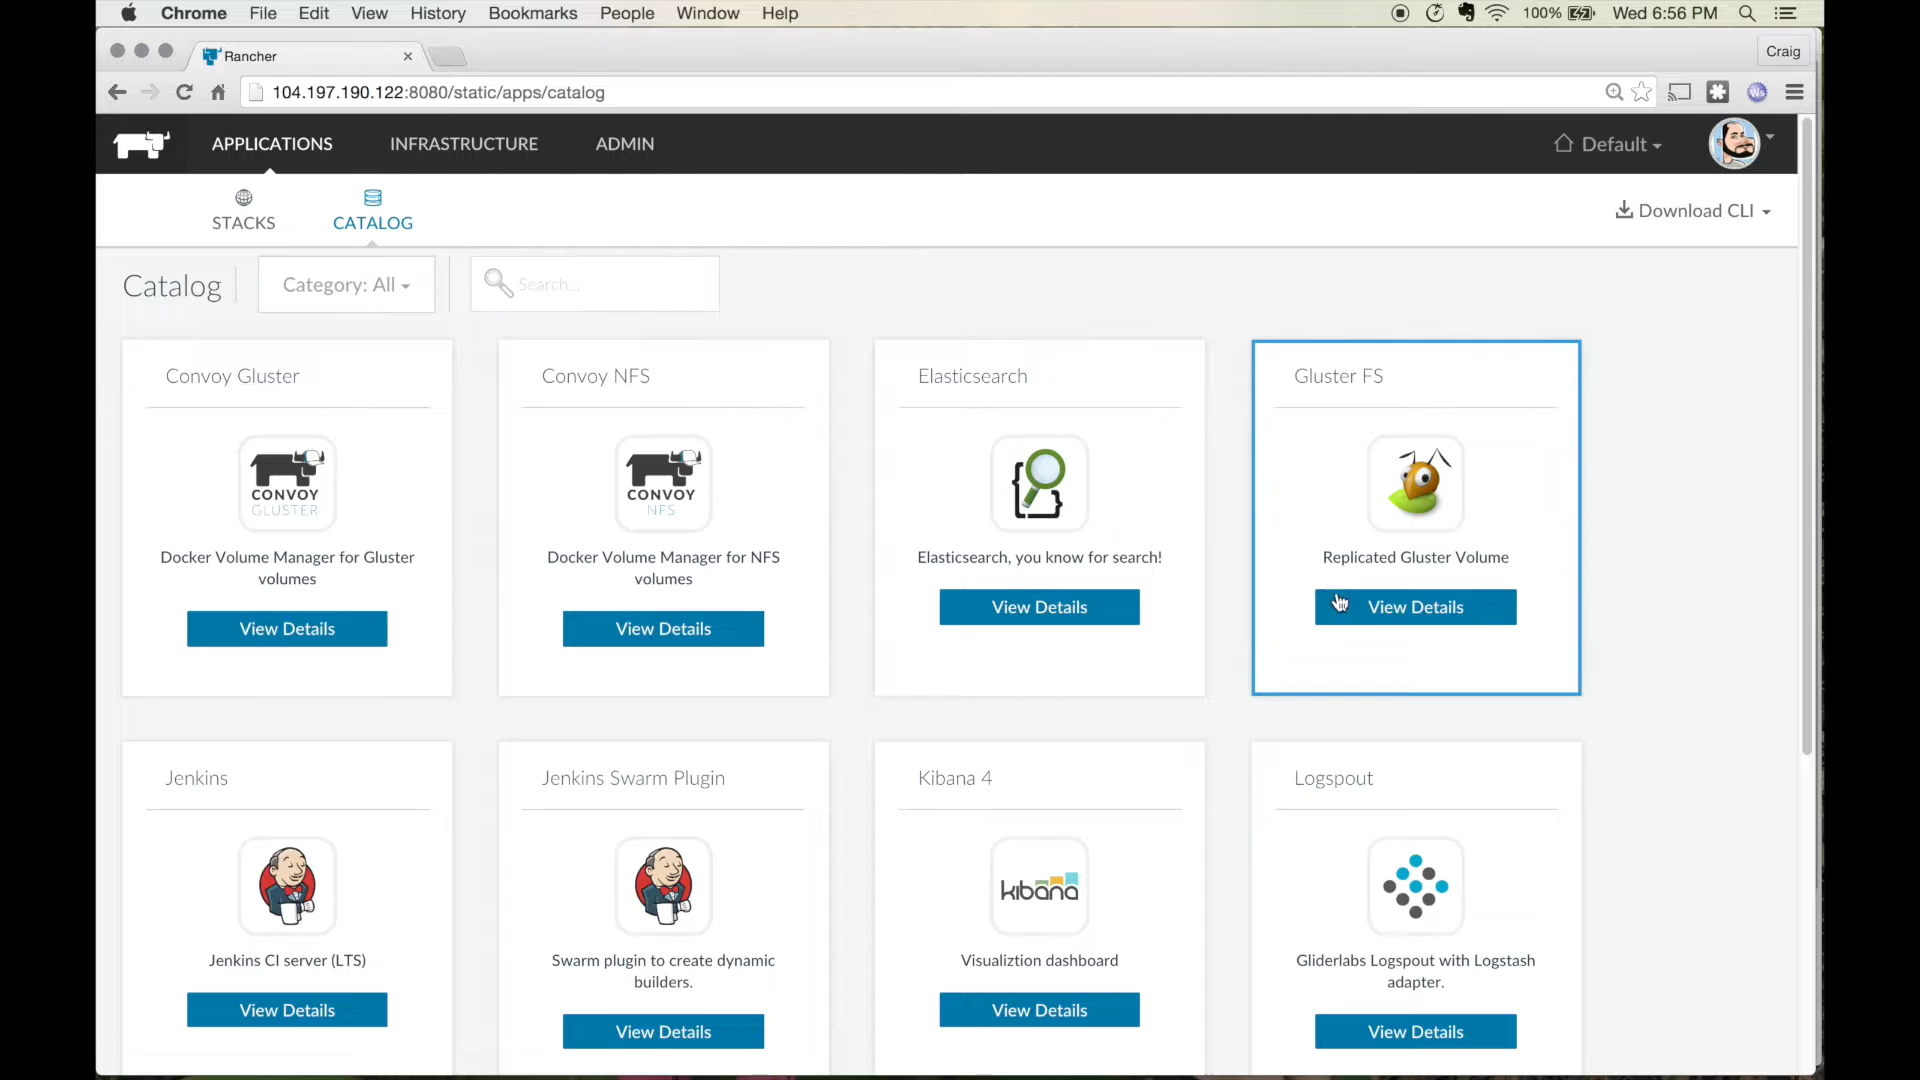 Chrome File Edit View History Bookmarks People Window Help 100% Wed 6:56 PM
Rancher Craig
104.197.190.122:8080/static/apps/catalog
APPLICATIONS INFRASTRUCTURE ADMIN Default
STACKS CATALOG Download CLI
Catalog Category: All Search...
Convoy Gluster Convoy NFS Elasticsearch Gluster FS
CONVOY GLUSTER CONVOY NFS
Docker Volume Manager for Gluster volumes
Docker Volume Manager for NFS volumes
Elasticsearch, you know for search!
Replicated Gluster Volume
View Details View Details View Details View Details
Jenkins Jenkins Swarm Plugin Kibana 4 Logspout
kibana
Jenkins CI server (LTS)
Swarm plugin to create dynamic builders.
Visualiztion dashboard
Gliderlabs Logspout with Logstash adapter.
View Details View Details View Details View Details